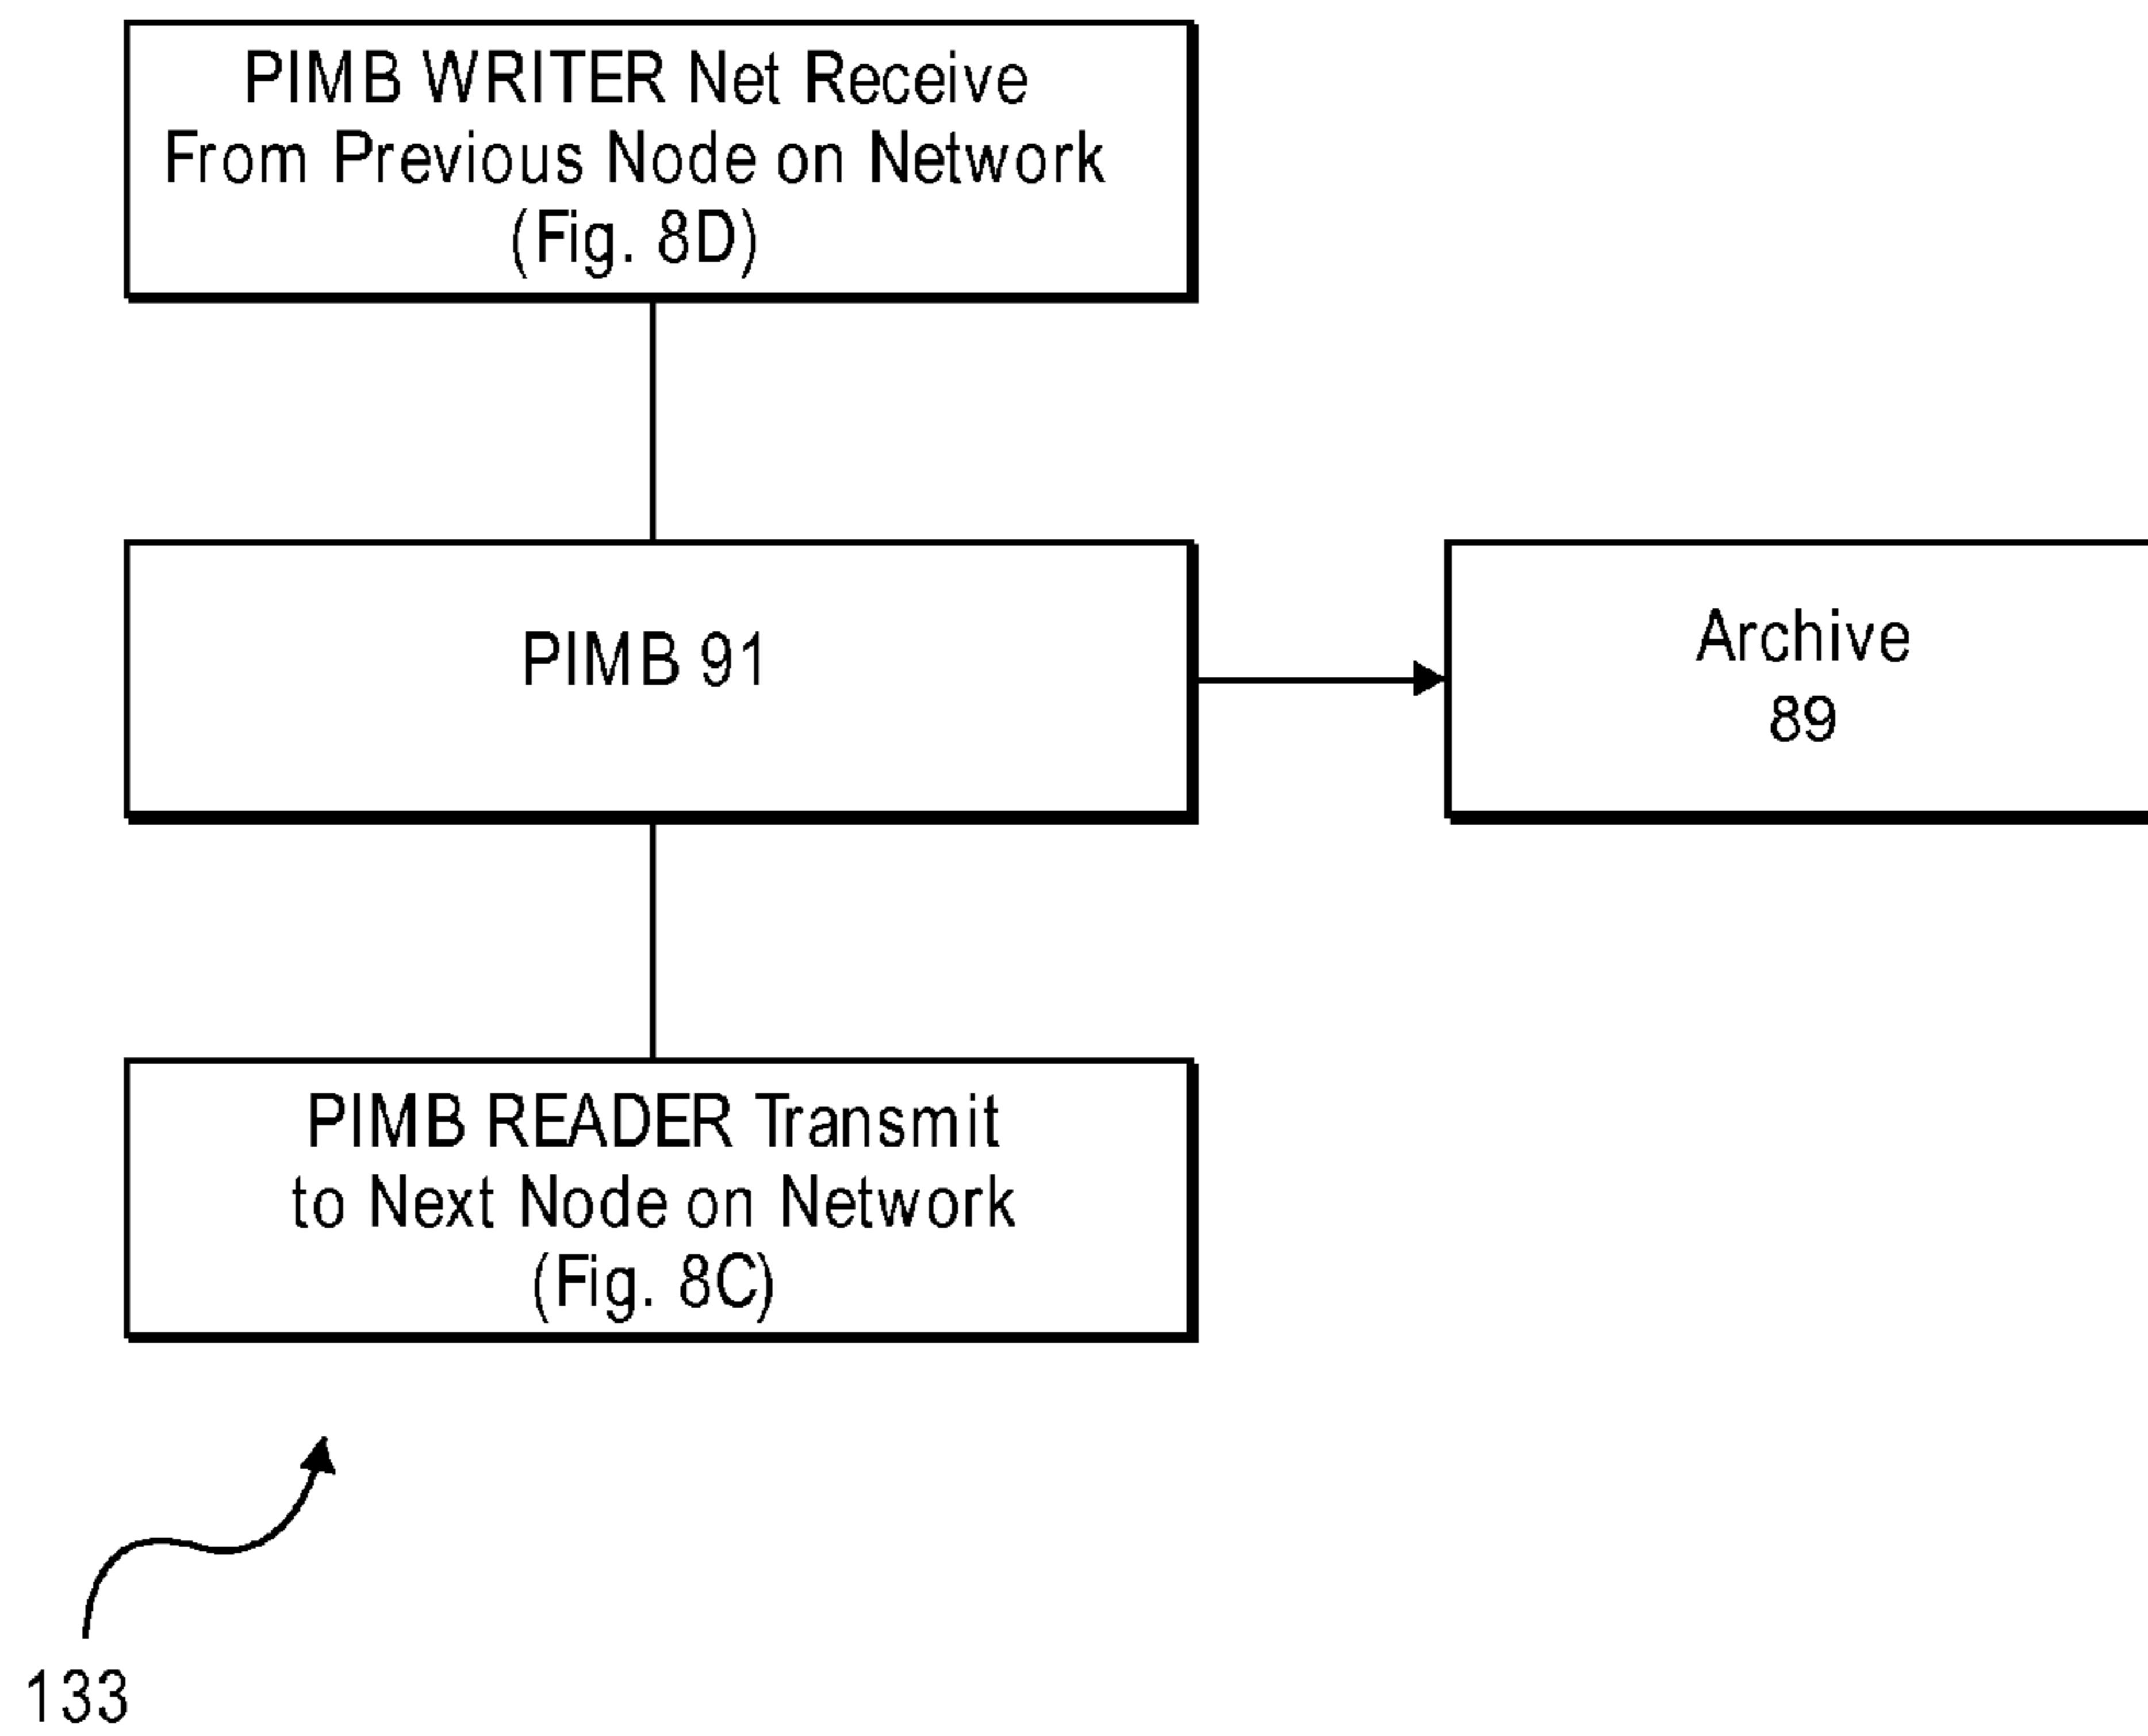 PIMB WRITER Net Receive
From Previous Node on Network
(Fig. 8D)
PIMB 91
Archive
89
PIMB READER Transmit
to Next Node on Network
(Fig. 8C)
133